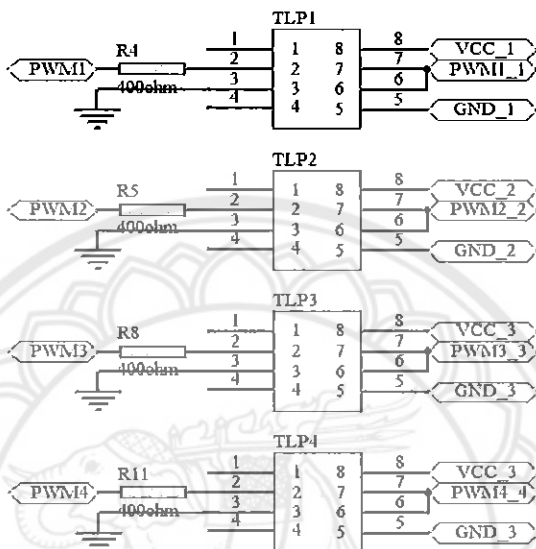 TLP1
R4
PWM1
400ohm
1 1 8 8 VCC_1
2 2 7 7 PWM1_1
3 3 6 6
4 4 5 5 GND_1
TLP2
R5
PWM2
400ohm
1 1 8 8 VCC_2
2 2 7 7 PWM2_2
3 3 6 6
4 4 5 5 GND_2
TLP3
R8
PWM3
400ohm
1 1 8 8 VCC_3
2 2 7 7 PWM3_3
3 3 6 6
4 4 5 5 GND_3
TLP4
R11
PWM4
400ohm
1 1 8 8 VCC_3
2 2 7 7 PWM4_4
3 3 6 6
4 4 5 5 GND_3